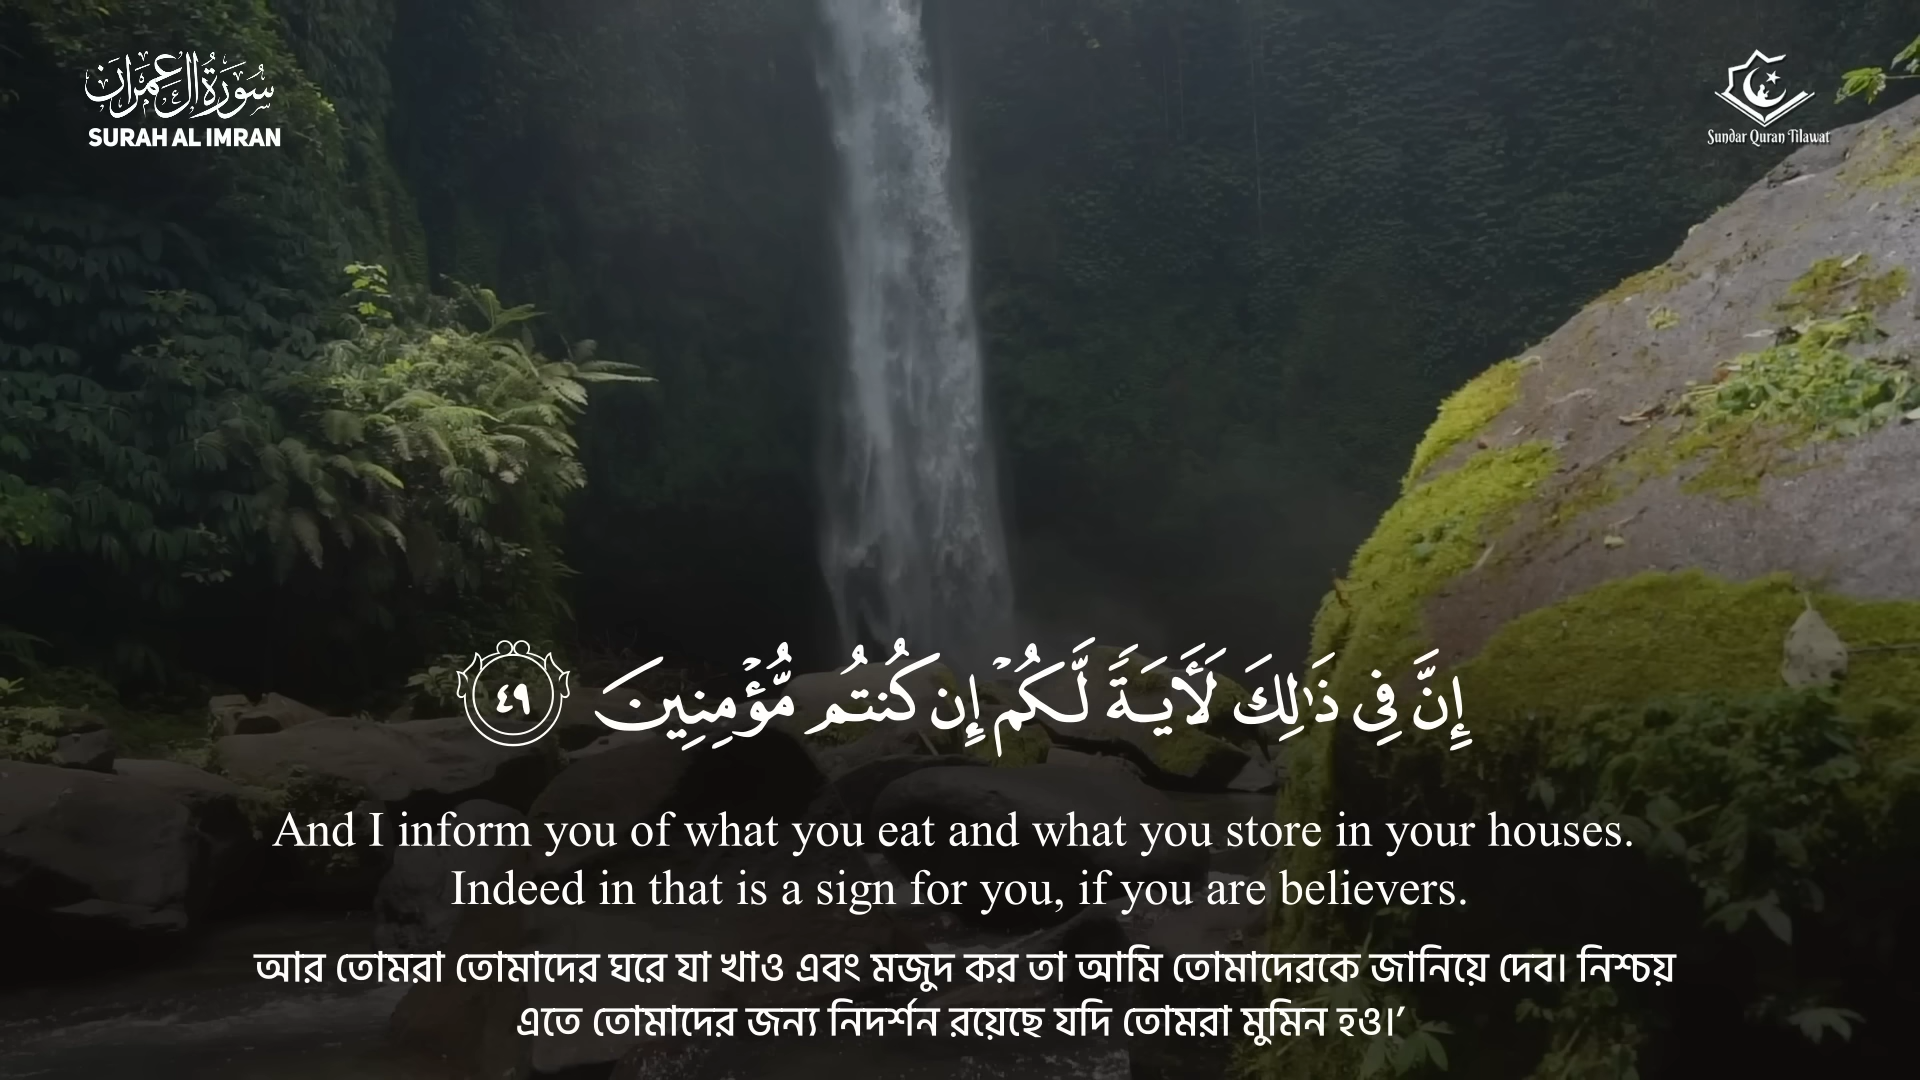 سُورَةُ آلِ عِمْرَان
SURAH AL IMRAN
Sundar Quran Tilawat
إِنَّ فِى ذَٰلِكَ لَـَٔايَةً لَّكُمْ إِن كُنتُم مُّؤْمِنِينَ ٤٩
And I inform you of what you eat and what you store in your houses.
Indeed in that is a sign for you, if you are believers.
আর তোমরা তোমাদের ঘরে যা খাও এবং মজুদ কর তা আমি তোমাদেরকে জানিয়ে দেব। নিশ্চয়
এতে তোমাদের জন্য নিদর্শন রয়েছে যদি তোমরা মুমিন হও।’